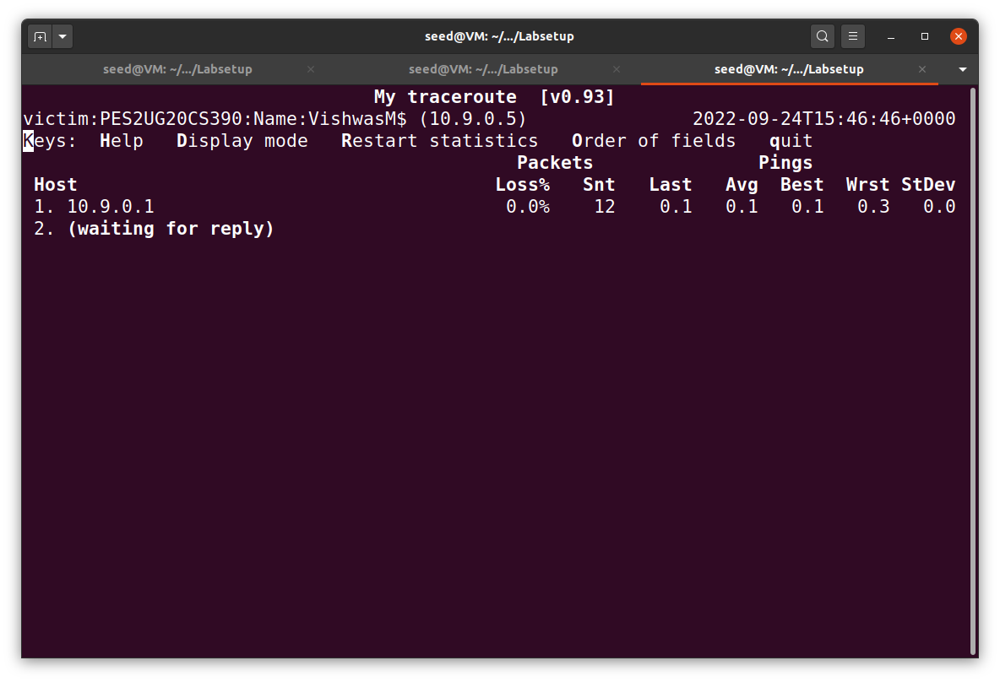 seed@VM: ~/.../Labsetup
seed@VM: ~/.../Labsetup seed@VM: ~/.../Labsetup seed@VM: ~/.../Labsetup
My traceroute  [v0.93]
victim:PES2UG20CS390:Name:VishwasM$ (10.9.0.5) 2022-09-24T15:46:46+0000
Keys:  Help   Display mode   Restart statistics   Order of fields   quit
Packets Pings
Host Loss% Snt Last Avg Best Wrst StDev
1. 10.9.0.1 0.0% 12 0.1 0.1 0.1 0.3 0.0
2. (waiting for reply)